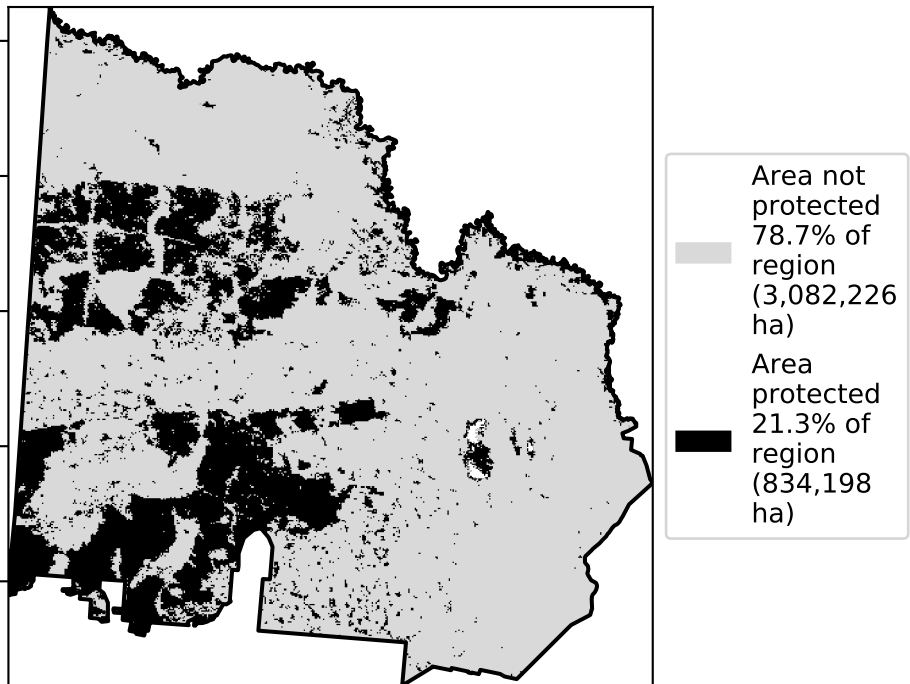 Area not
protected
78.7% of
region
(3,082,226
ha)
Area
protected
21.3% of
region
(834,198
ha)